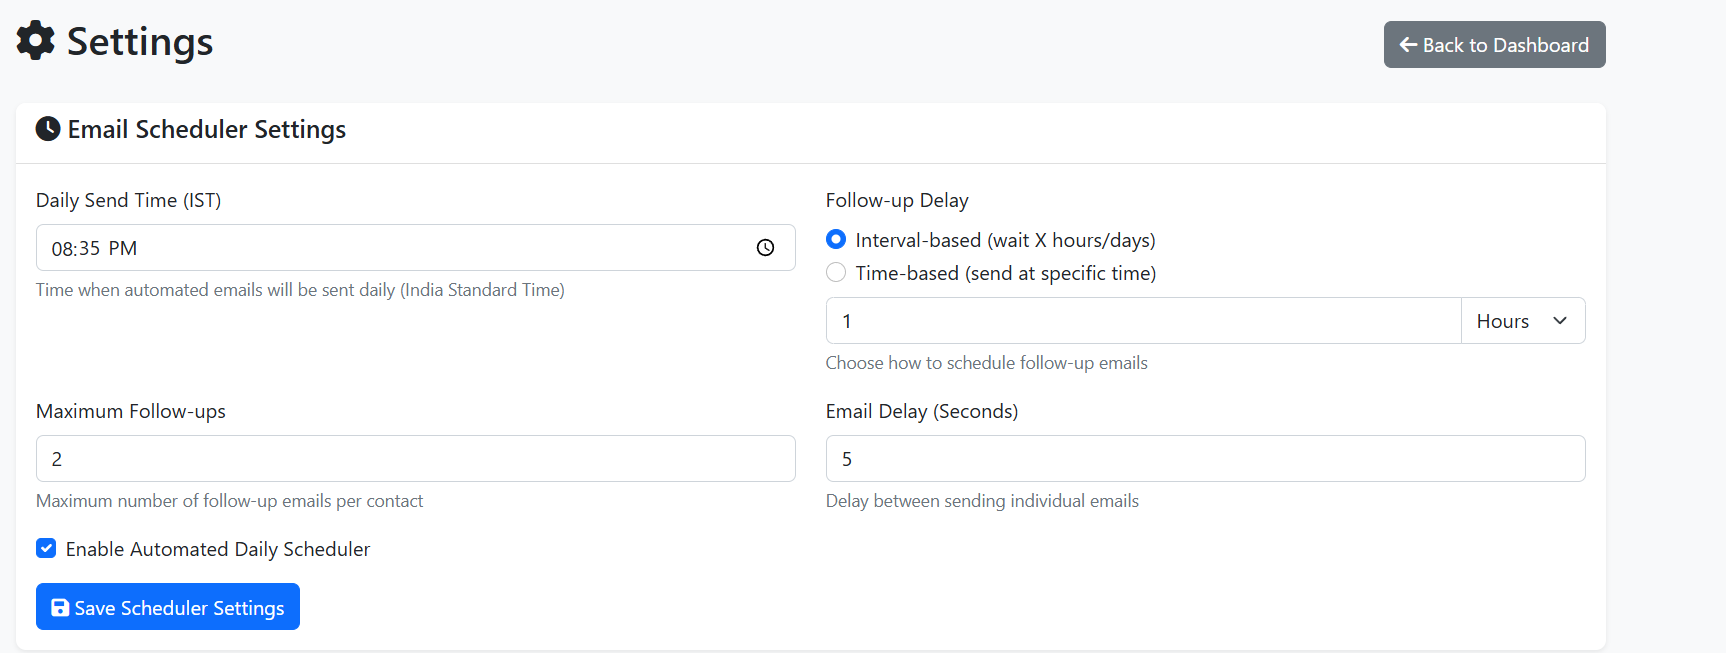 Settings
Back to Dashboard
Email Scheduler Settings
Daily Send Time (IST)
08:35 PM
Time when automated emails will be sent daily (India Standard Time)
Follow-up Delay
Interval-based (wait X hours/days)
Time-based (send at specific time)
1
Hours
Choose how to schedule follow-up emails
Maximum Follow-ups
2
Maximum number of follow-up emails per contact
Email Delay (Seconds)
5
Delay between sending individual emails
Enable Automated Daily Scheduler
Save Scheduler Settings